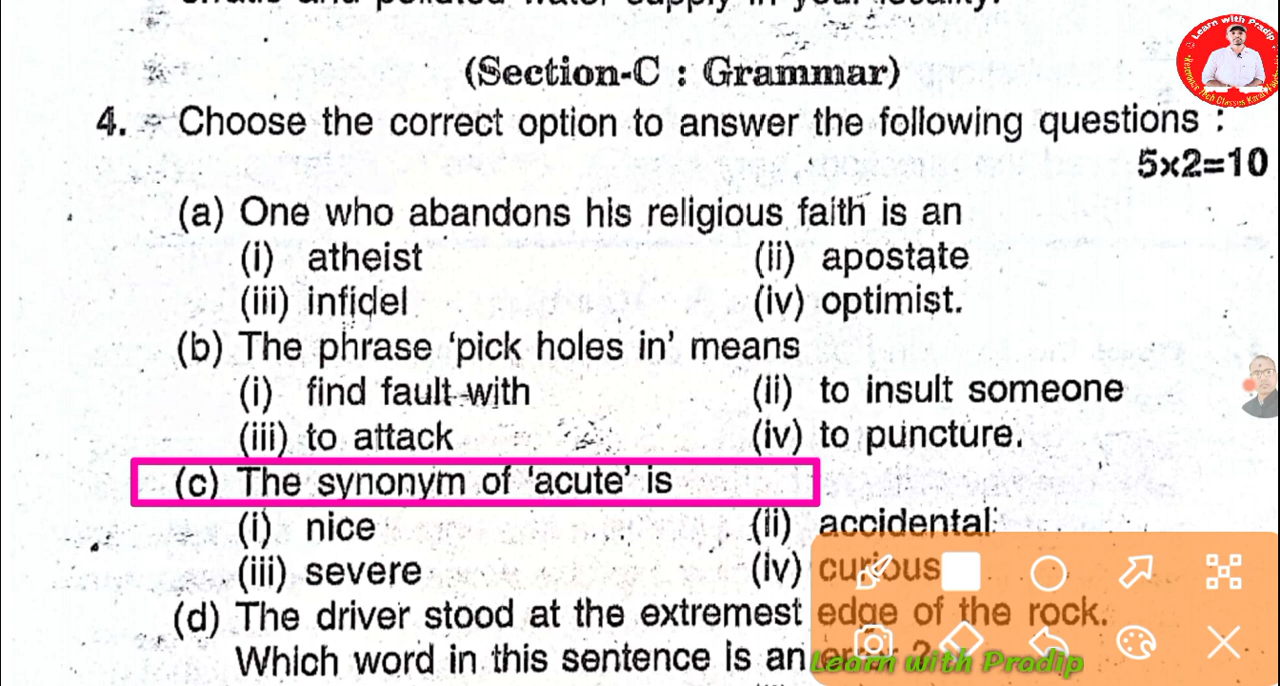 (Section-C : Grammar)
4. Choose the correct option to answer the following questions :
5x2=10
(a) One who abandons his religious faith is an
(i) atheist (ii) apostate
(iii) infidel (iv) optimist.
(b) The phrase ‘pick holes in’ means
(i) find fault with (ii) to insult someone
(iii) to attack (iv) to puncture.
(c) The synonym of ‘acute’ is
(i) nice (ii) accidental
(iii) severe (iv) curious
(d) The driver stood at the extremest edge of the rock.
Which word in this sentence is an error ?
Learn with Pradip
Learn with Pradip